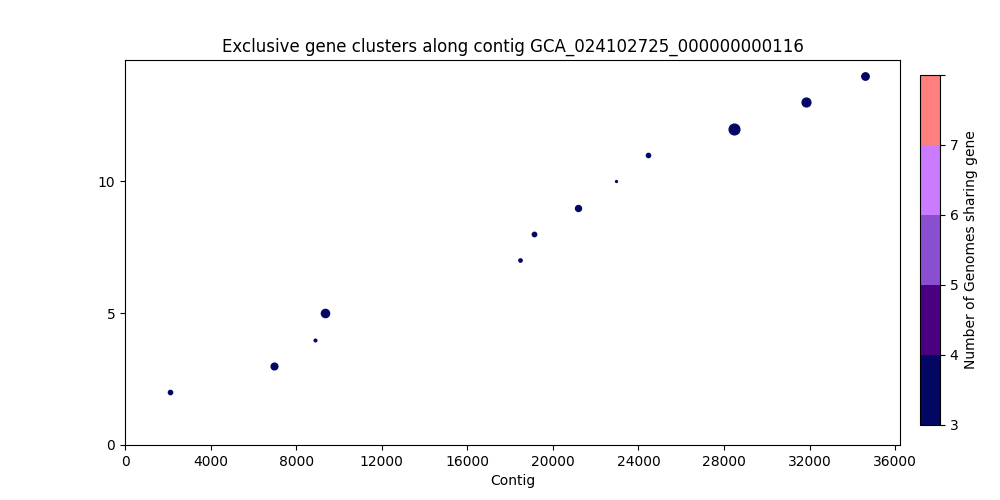 Exclusive gene clusters along contig GCA_024102725_000000000116
10
5
0
0 4000 8000 12000 16000 20000 24000 28000 32000 36000
Contig
7
6
5
4
3
Number of Genomes sharing gene